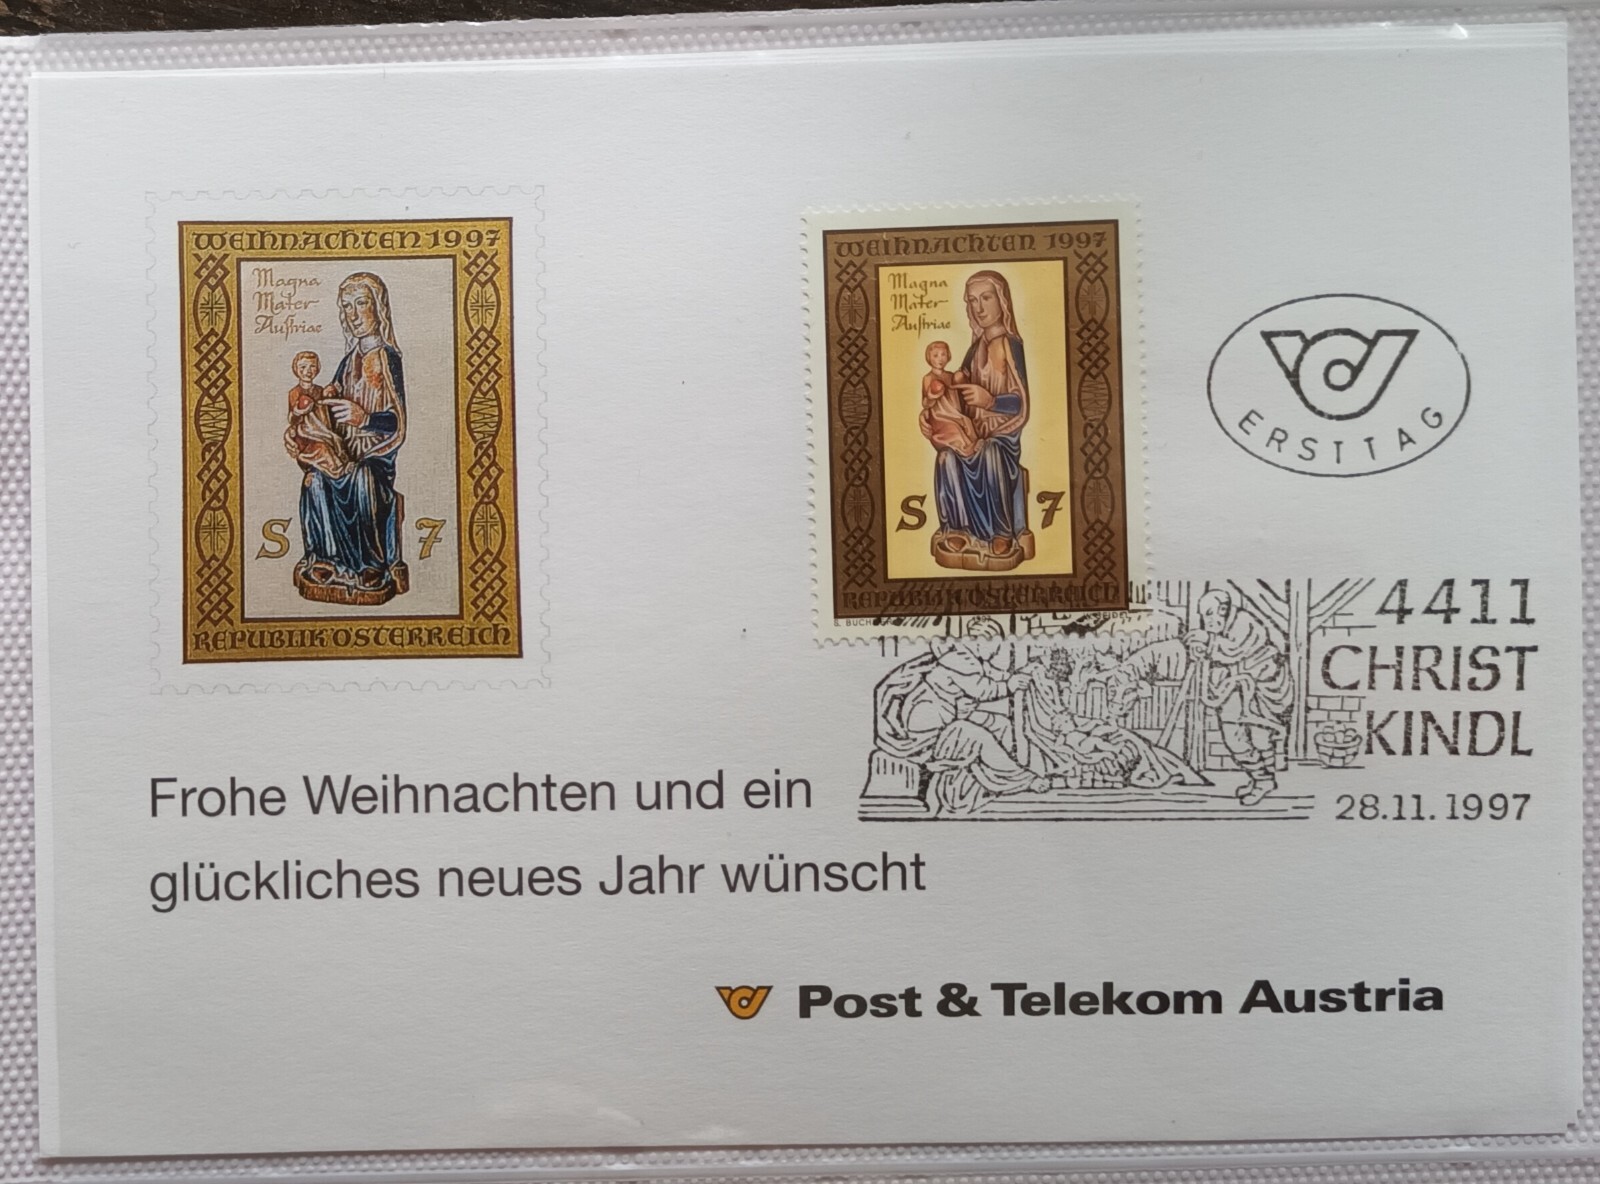 WEIHNACHTEN 1997
Magna
Mater
Austriae
S 7
REPUBLIK ÖSTERREICH
WEIHNACHTEN 1997
Magna
Mater
Austriae
S 7
REPUBLIK ÖSTERREICH
11
ERSTTAG
4411
CHRIST
KINDL
28.11.1997
Frohe Weihnachten und ein
glückliches neues Jahr wünscht
Post & Telekom Austria